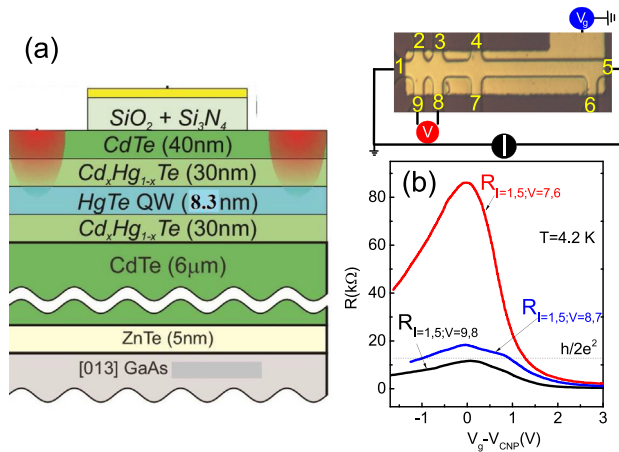 (a)
SiO2 + Si3N4
CdTe (40nm)
CdxHg1-xTe (30nm)
HgTe QW (8.3nm)
CdxHg1-xTe (30nm)
CdTe (6µm)
ZnTe (5nm)
[013] GaAs
Vg
2 3 4
1 5
9 8 7 6
V
I
(b)
RI=1,5;V=7,6
T=4.2 K
RI=1,5;V=8,7
RI=1,5;V=9,8
h/2e²
R(kΩ)
80
60
40
20
0
-1 0 1 2 3
Vg-VCNP(V)